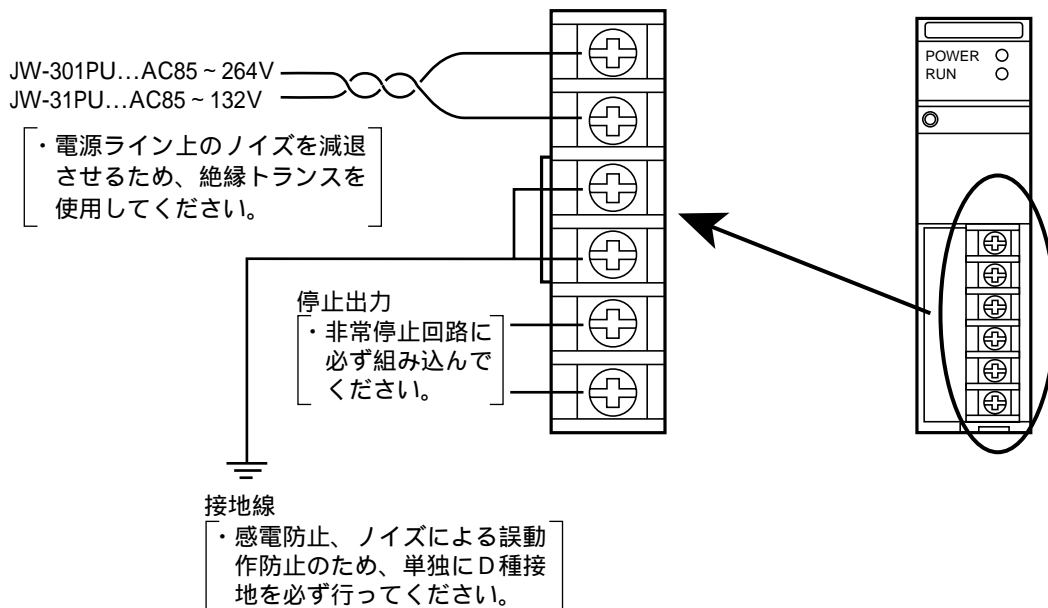 JW-301PU…AC85～264V
JW-31PU…AC85～132V
・電源ライン上のノイズを減退
させるため、絶縁トランスを
使用してください。
停止出力
・非常停止回路に
必ず組み込んで
ください。
接地線
・感電防止、ノイズによる誤動
作防止のため、単独にＤ種接
地を必ず行ってください。
POWER
RUN